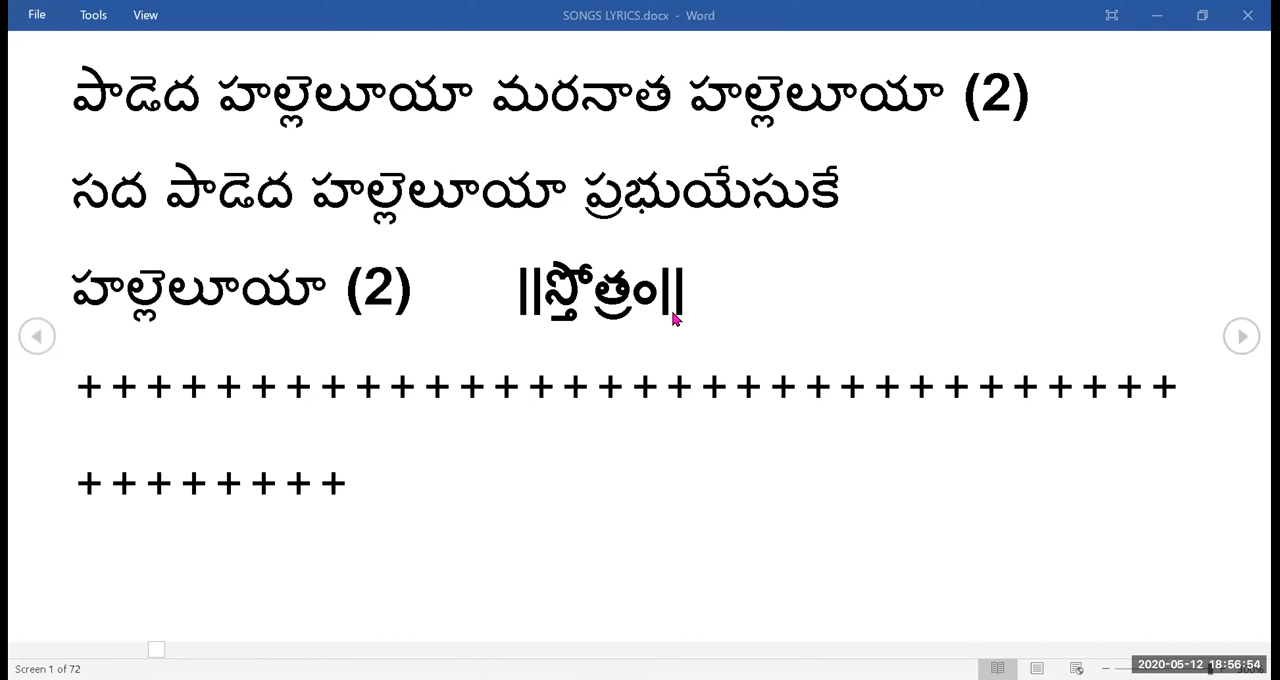 File Tools View SONGS LYRICS.docx - Word
పాడెద హల్లెలూయా మరనాత హల్లెలూయా (2)
సద పాడెద హల్లెలూయా ప్రభుయేసుకే
హల్లెలూయా (2) ||స్తోత్రం||
+ + + + + + + + + + + + + + + + + + + + + + + + + + + + + + + +
+ + + + + + + +
Screen 1 of 72 2020-05-12 18:56:54